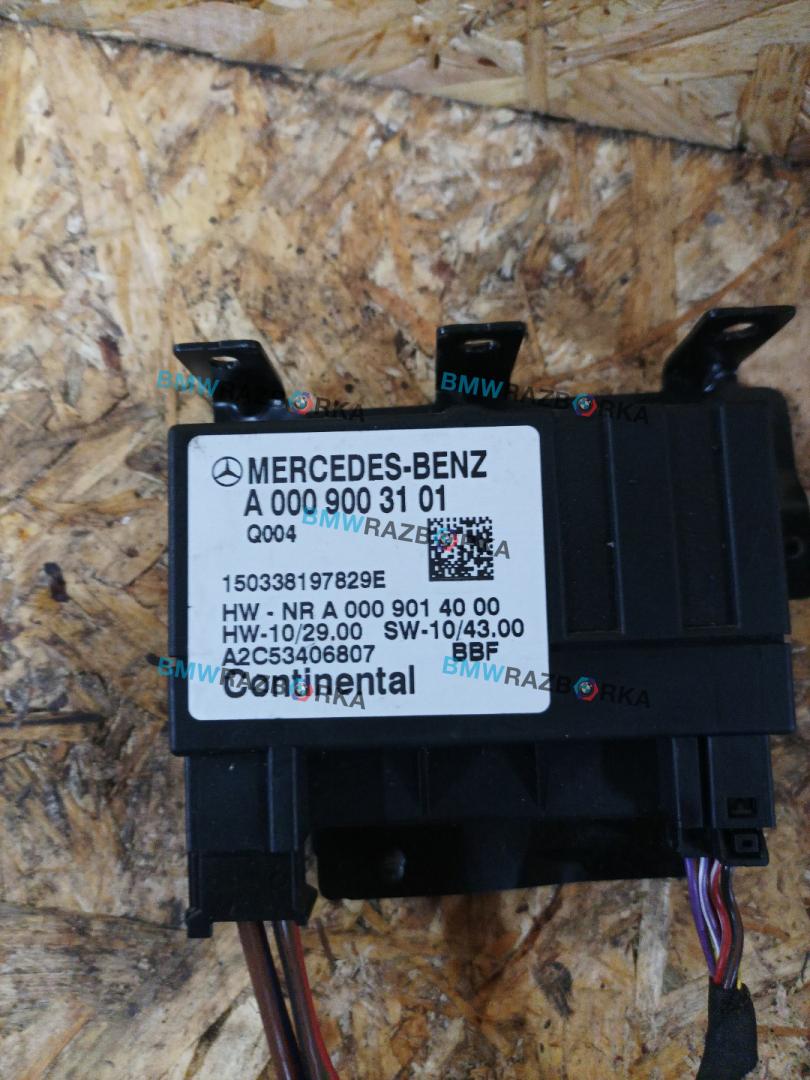 BMWRAZBORKA
BMWRAZBORKA
MERCEDES-BENZ
A 000 900 31 01
BMWRAZBORKA
Q004
150338197829E
HW - NR A 000 901 40 00
HW-10/29.00 SW-10/43.00
A2C53406807 BBF
BMWRAZBORKA
BMWRAZBORKA
Continental